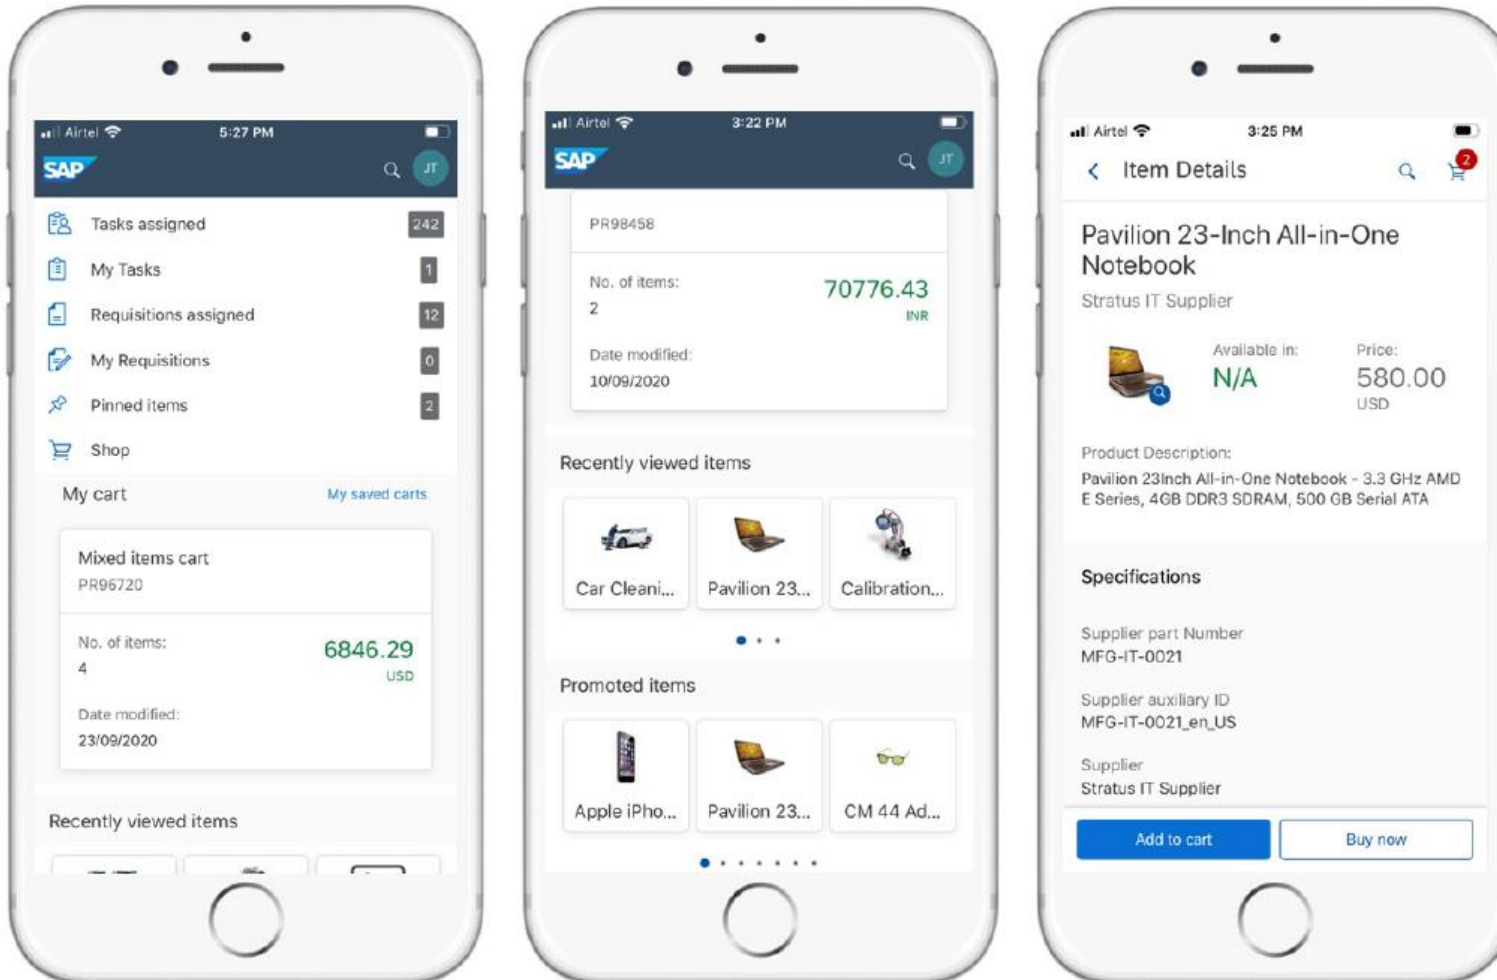 Airtel
5:27 PM
SAP
JT
Tasks assigned
242
My Tasks
1
Requisitions assigned
12
My Requisitions
0
Pinned items
2
Shop
My cart
My saved carts
Mixed items cart
PR96720
No. of items:
4
6846.29
USD
Date modified:
23/09/2020
Recently viewed items
Airtel
3:22 PM
SAP
JT
PR98458
No. of items:
2
70776.43
INR
Date modified:
10/09/2020
Recently viewed items
Car Cleani...
Pavilion 23...
Calibration...
Promoted items
Apple iPho...
Pavilion 23...
CM 44 Ad...
Airtel
3:25 PM
Item Details
2
Pavilion 23-Inch All-in-One
Notebook
Stratus IT Supplier
Available in:
N/A
Price:
580.00
USD
Product Description:
Pavilion 23Inch All-in-One Notebook - 3.3 GHz AMD
E Series, 4GB DDR3 SDRAM, 500 GB Serial ATA
Specifications
Supplier part Number
MFG-IT-0021
Supplier auxiliary ID
MFG-IT-0021_en_US
Supplier
Stratus IT Supplier
Add to cart
Buy now